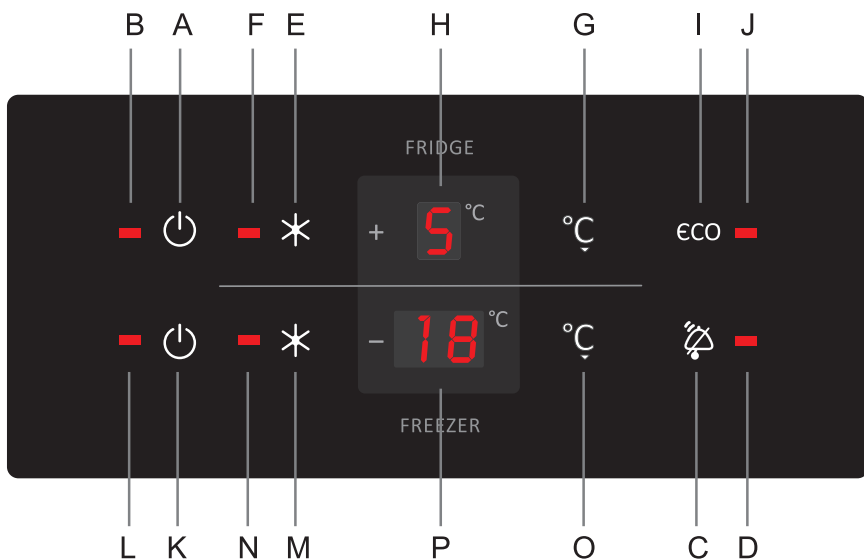 B A F E H G I J
FRIDGE
+ 5 °C °C ECO
− 18 °C °C
FREEZER
L K N M P O C D